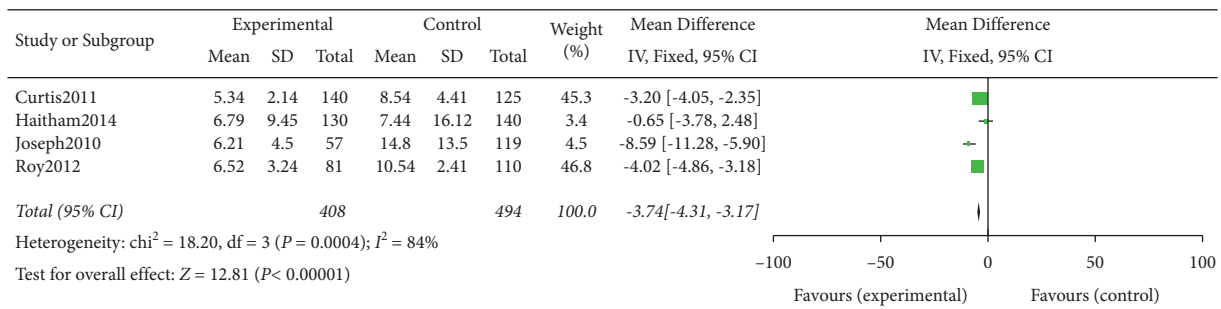 Study or Subgroup Experimental Control Weight (%) Mean Difference Mean Difference
Mean SD Total Mean SD Total IV, Fixed, 95% CI IV, Fixed, 95% CI
Curtis2011 5.34 2.14 140 8.54 4.41 125 45.3 -3.20 [-4.05, -2.35]
Haitham2014 6.79 9.45 130 7.44 16.12 140 3.4 -0.65 [-3.78, 2.48]
Joseph2010 6.21 4.5 57 14.8 13.5 119 4.5 -8.59 [-11.28, -5.90]
Roy2012 6.52 3.24 81 10.54 2.41 110 46.8 -4.02 [-4.86, -3.18]
Total (95% CI) 408 494 100.0 -3.74[-4.31, -3.17]
Heterogeneity: chi² = 18.20, df = 3 (P = 0.0004); I² = 84%
Test for overall effect: Z = 12.81 (P< 0.00001)
−100 −50 0 50 100
Favours (experimental) Favours (control)